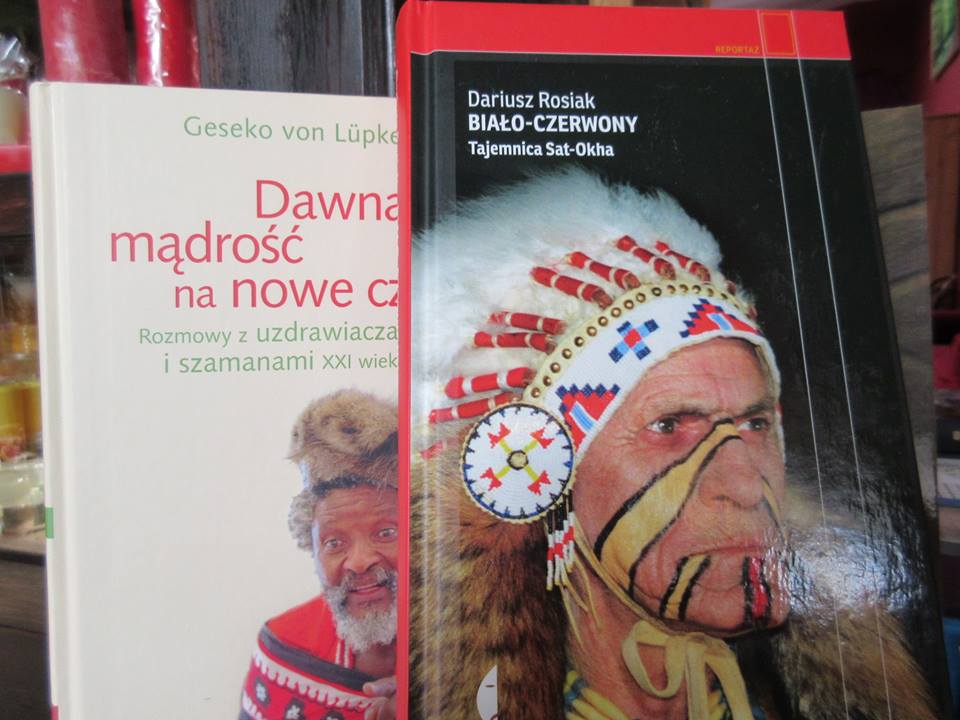 Geseko von Lüpke
Dawna
mądrość
na nowe cz
Rozmowy z uzdrawiacza
i szamanami XXI wiek
REPORTAŻ
Dariusz Rosiak
BIAŁO-CZERWONY
Tajemnica Sat-Okha